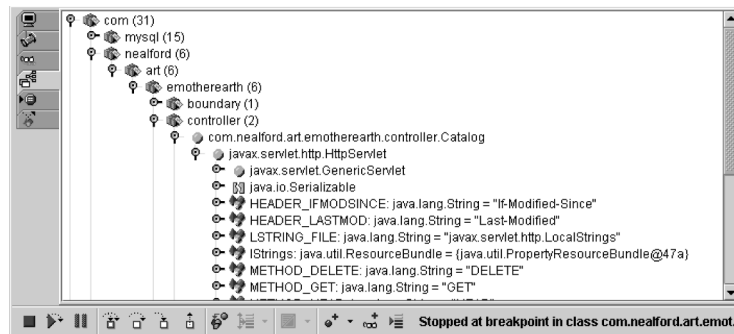 com (31)
mysql (15)
nealford (6)
art (6)
emotherearth (6)
boundary (1)
controller (2)
com.nealford.art.emotherearth.controller.Catalog
javax.servlet.http.HttpServlet
javax.servlet.GenericServlet
java.io.Serializable
HEADER_IFMODSINCE: java.lang.String = "If-Modified-Since"
HEADER_LASTMOD: java.lang.String = "Last-Modified"
LSTRING_FILE: java.lang.String = "javax.servlet.http.LocalStrings"
lStrings: java.util.ResourceBundle = {java.util.PropertyResourceBundle@47a}
METHOD_DELETE: java.lang.String = "DELETE"
METHOD_GET: java.lang.String = "GET"
Stopped at breakpoint in class com.nealford.art.emot